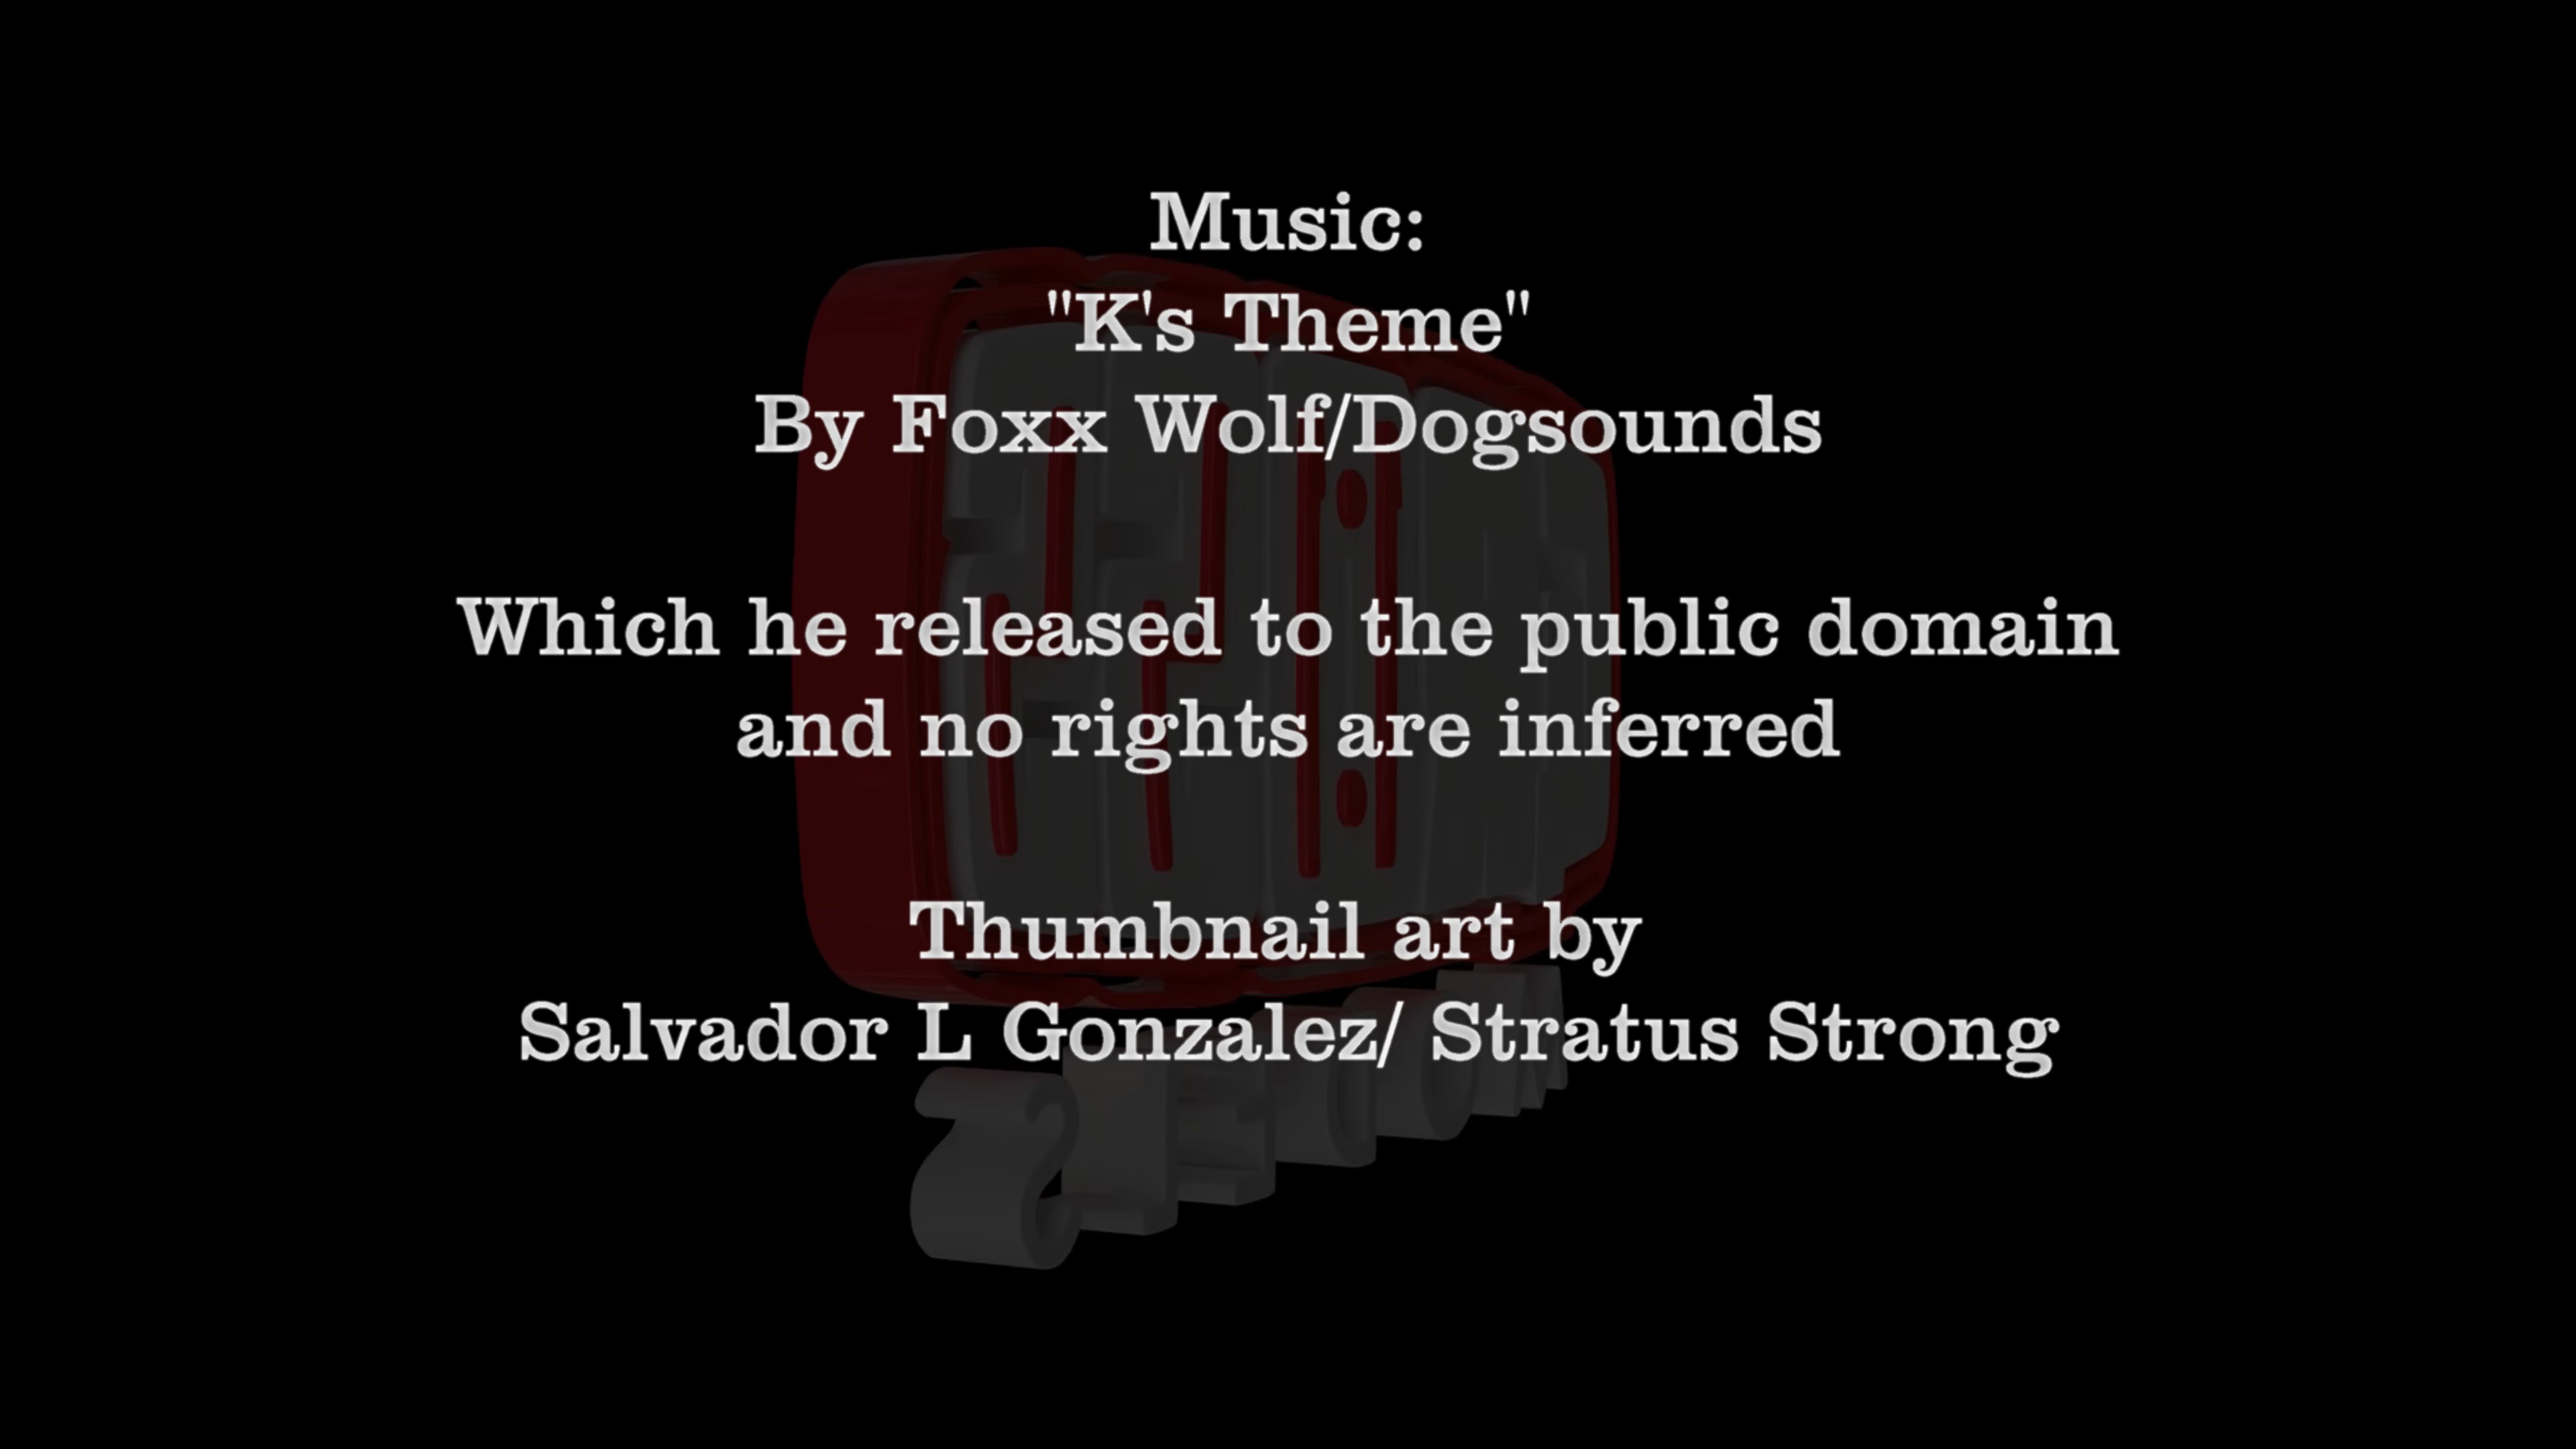 Music:
"K's Theme"
By Foxx Wolf/Dogsounds
Which he released to the public domain
and no rights are inferred
Thumbnail art by
Salvador L Gonzalez/ Stratus Strong